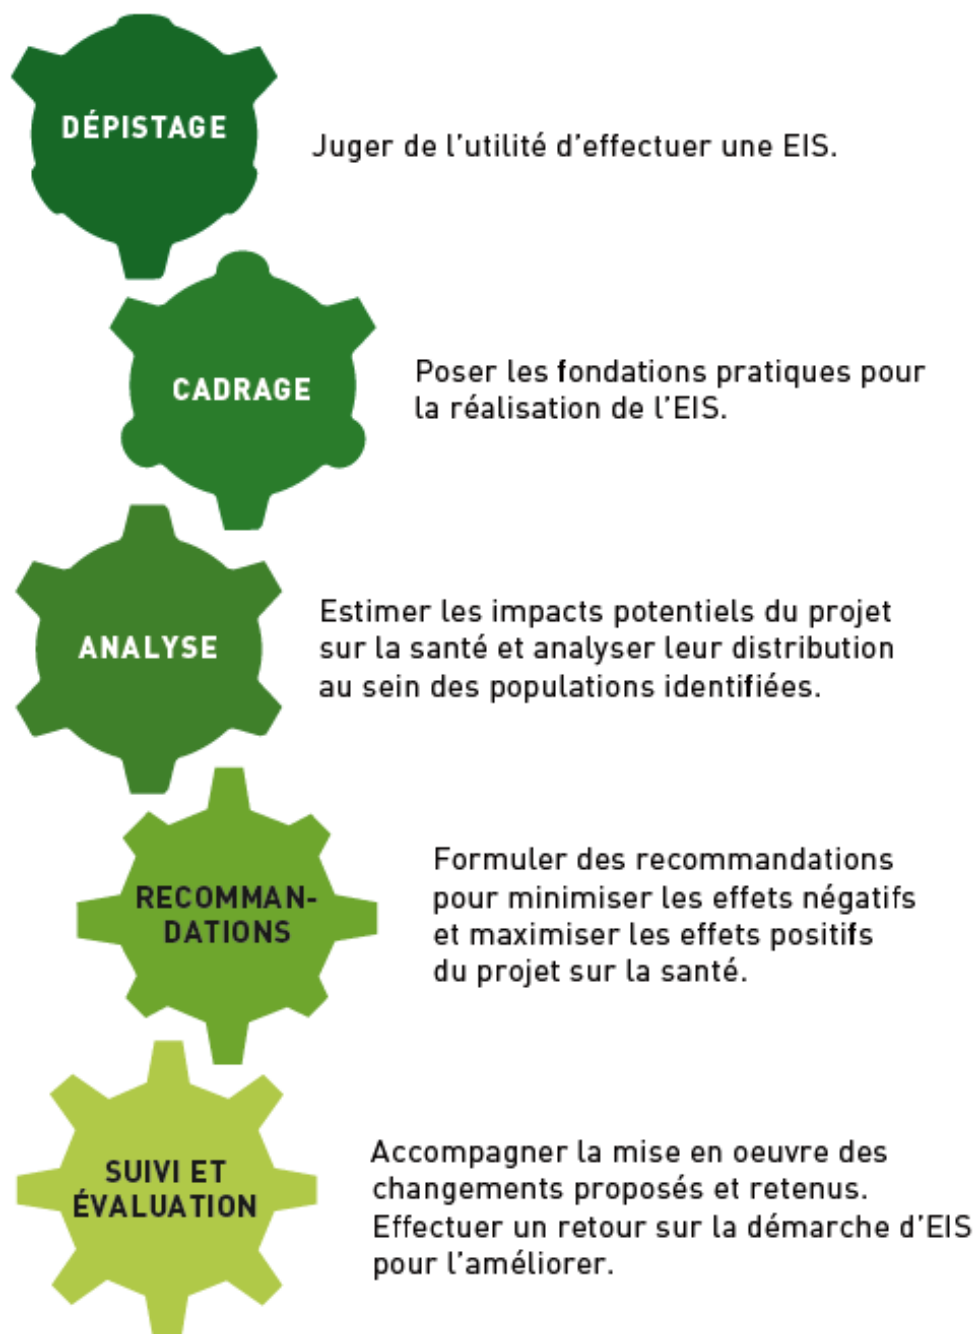 DÉPISTAGE
Juger de l'utilité d'effectuer une EIS.
CADRAGE
Poser les fondations pratiques pour
la réalisation de l'EIS.
ANALYSE
Estimer les impacts potentiels du projet
sur la santé et analyser leur distribution
au sein des populations identifiées.
RECOMMAN-
DATIONS
Formuler des recommandations
pour minimiser les effets négatifs
et maximiser les effets positifs
du projet sur la santé.
SUIVI ET
ÉVALUATION
Accompagner la mise en oeuvre des
changements proposés et retenus.
Effectuer un retour sur la démarche d'EIS
pour l'améliorer.